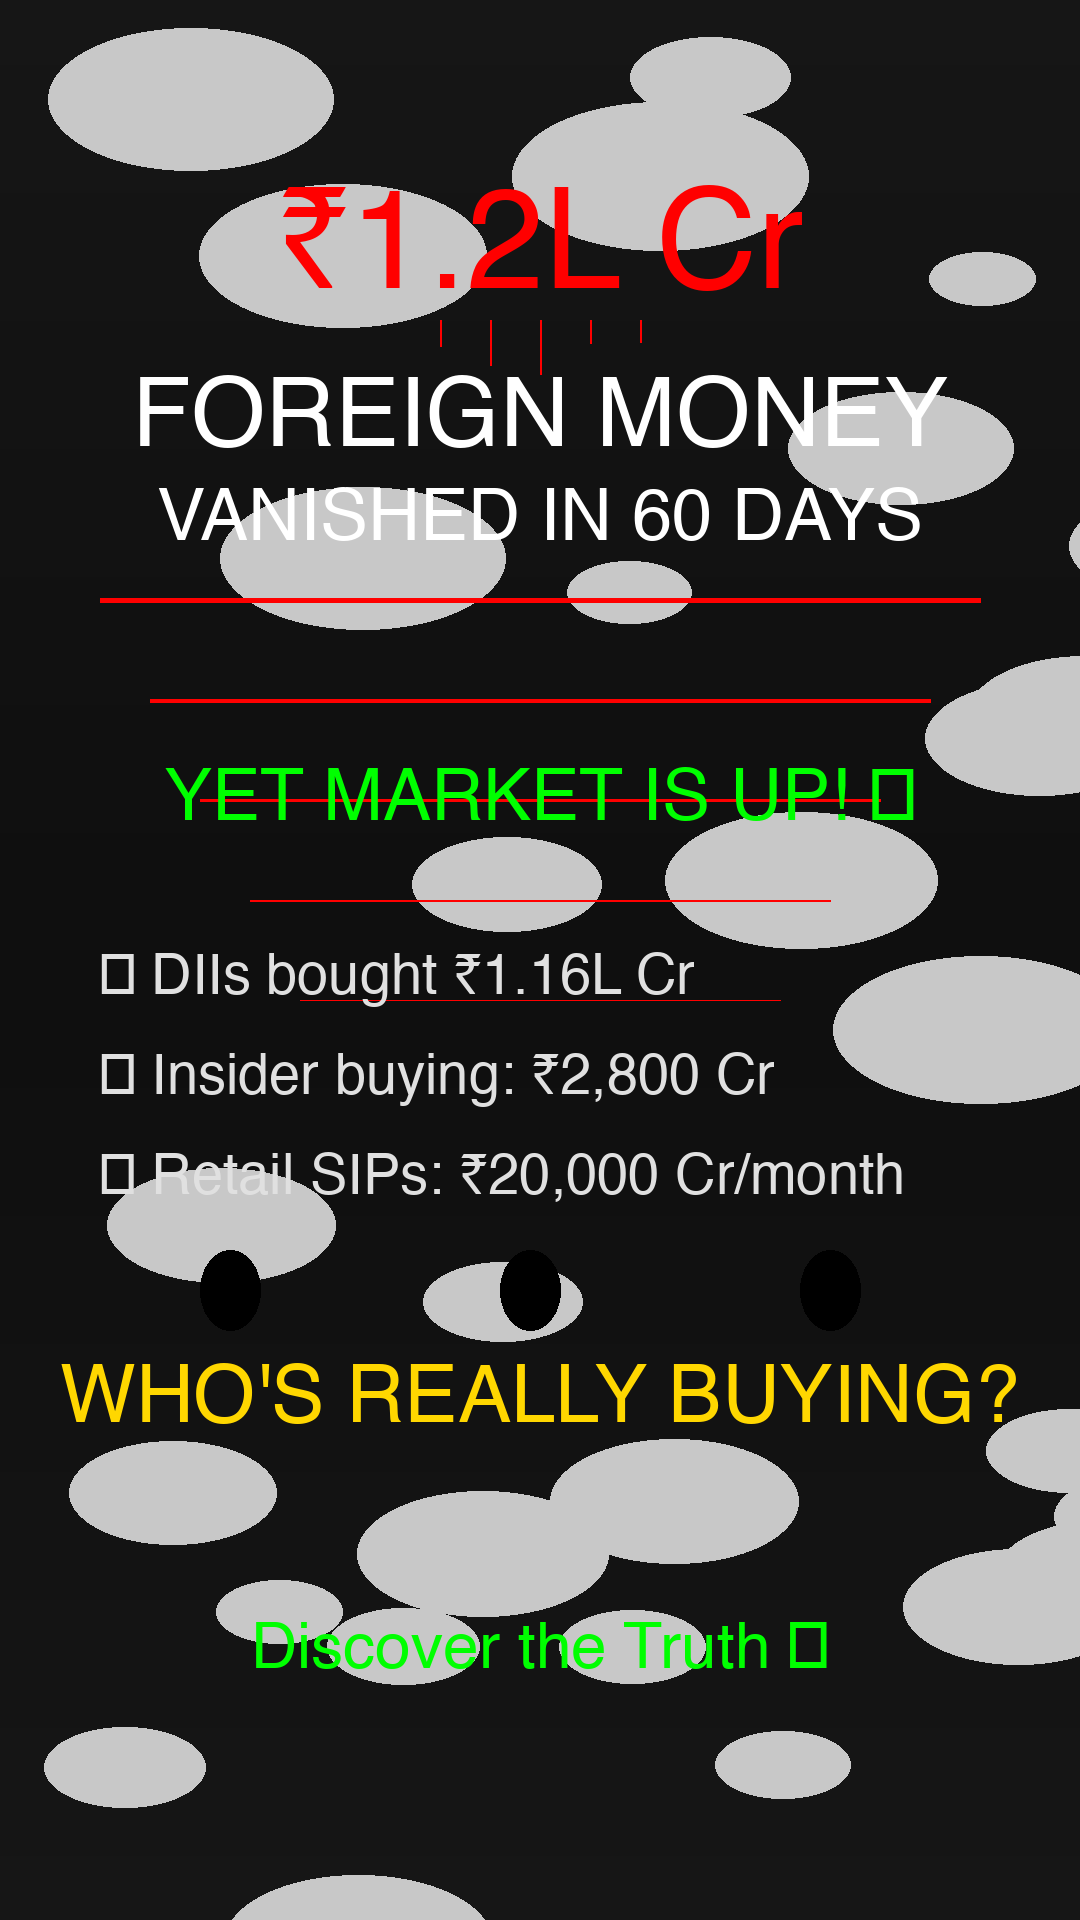 ₹1.2L Cr
FOREIGN MONEY
VANISHED IN 60 DAYS
YET MARKET IS UP! 
DIIs bought ₹1.16L Cr
Insider buying: ₹2,800 Cr
Retail SIPs: ₹20,000 Cr/month
WHO'S REALLY BUYING?
Discover the Truth